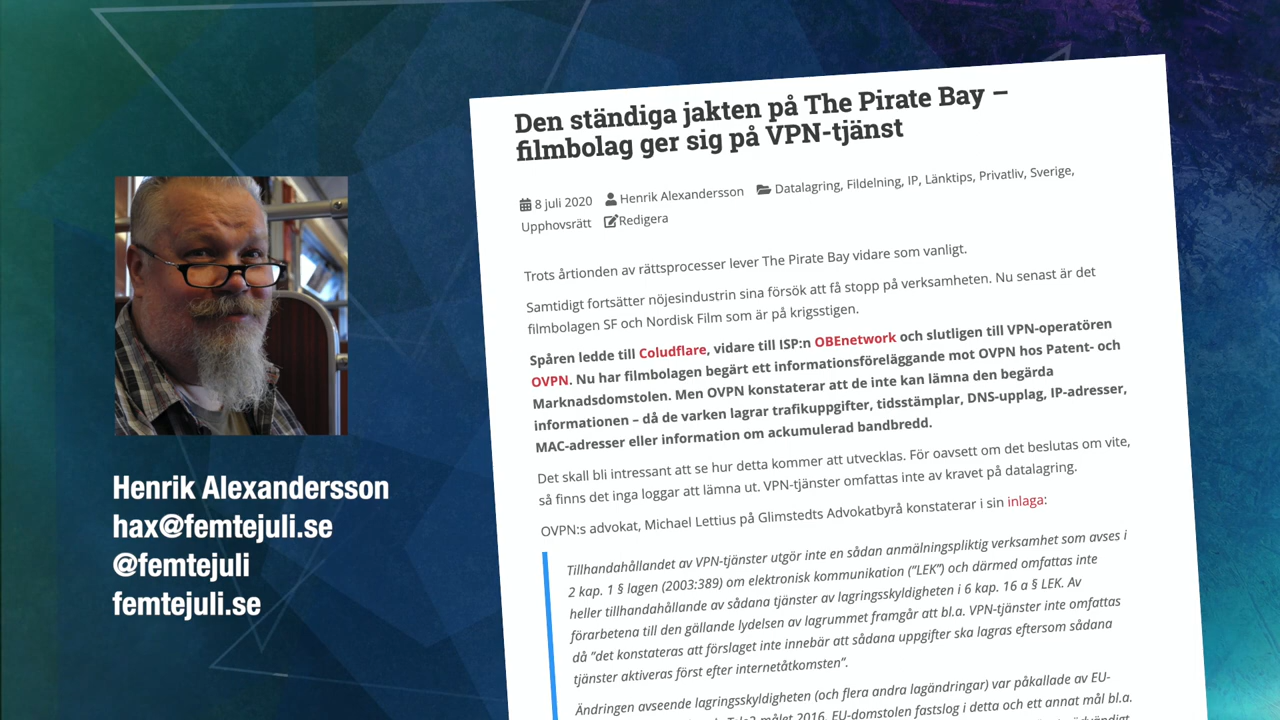 Den ständiga jakten på The Pirate Bay –
filmbolag ger sig på VPN-tjänst
8 juli 2020 Henrik Alexandersson Datalagring, Fildelning, IP, Länktips, Privatliv, Sverige,
Upphovsrätt Redigera
Trots årtionden av rättsprocesser lever The Pirate Bay vidare som vanligt.
Samtidigt fortsätter nöjesindustrin sina försök att få stopp på verksamheten. Nu senast är det
filmbolagen SF och Nordisk Film som är på krigsstigen.
Spåren ledde till Coludflare, vidare till ISP:n OBEnetwork och slutligen till VPN-operatören
OVPN. Nu har filmbolagen begärt ett informationsföreläggande mot OVPN hos Patent- och
Marknadsdomstolen. Men OVPN konstaterar att de inte kan lämna den begärda
informationen – då de varken lagrar trafikuppgifter, tidsstämplar, DNS-upplag, IP-adresser,
MAC-adresser eller information om ackumulerad bandbredd.
Det skall bli intressant att se hur detta kommer att utvecklas. För oavsett om det beslutas om vite,
så finns det inga loggar att lämna ut. VPN-tjänster omfattas inte av kravet på datalagring.
OVPN:s advokat, Michael Lettius på Glimstedts Advokatbyrå konstaterar i sin inlaga:
Tillhandahållandet av VPN-tjänster utgör inte en sådan anmälningspliktig verksamhet som avses i
2 kap. 1 § lagen (2003:389) om elektronisk kommunikation (”LEK”) och därmed omfattas inte
heller tillhandahållande av sådana tjänster av lagringsskyldigheten i 6 kap. 16 a § LEK. Av
förarbetena till den gällande lydelsen av lagrummet framgår att bl.a. VPN-tjänster inte omfattas
då ”det konstateras att förslaget inte innebär att sådana uppgifter ska lagras eftersom sådana
tjänster aktiveras först efter internetåtkomsten”.
Ändringen avseende lagringsskyldigheten (och flera andra lagändringar) var påkallade av EU-
Tele2-målet 2016. EU-domstolen fastslog i detta och ett annat mål bl.a.
Henrik Alexandersson
hax@femtejuli.se
@femtejuli
femtejuli.se